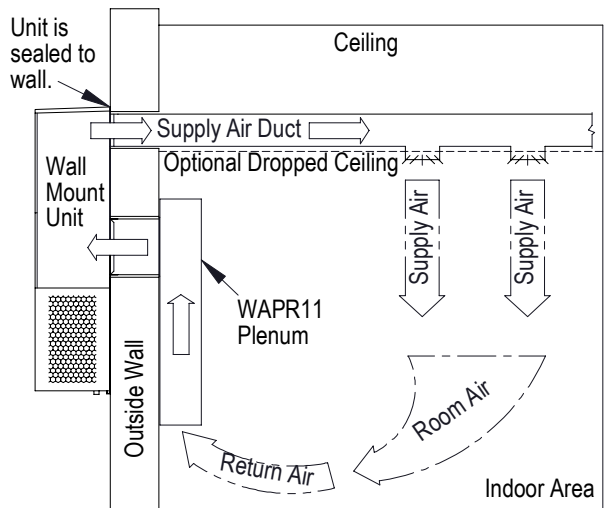 Unit is
sealed to
wall.
Ceiling
Supply Air Duct
Optional Dropped Ceiling
Wall
Mount
Unit
Supply Air
Supply Air
WAPR11
Plenum
Outside Wall
Room Air
Return Air
Indoor Area